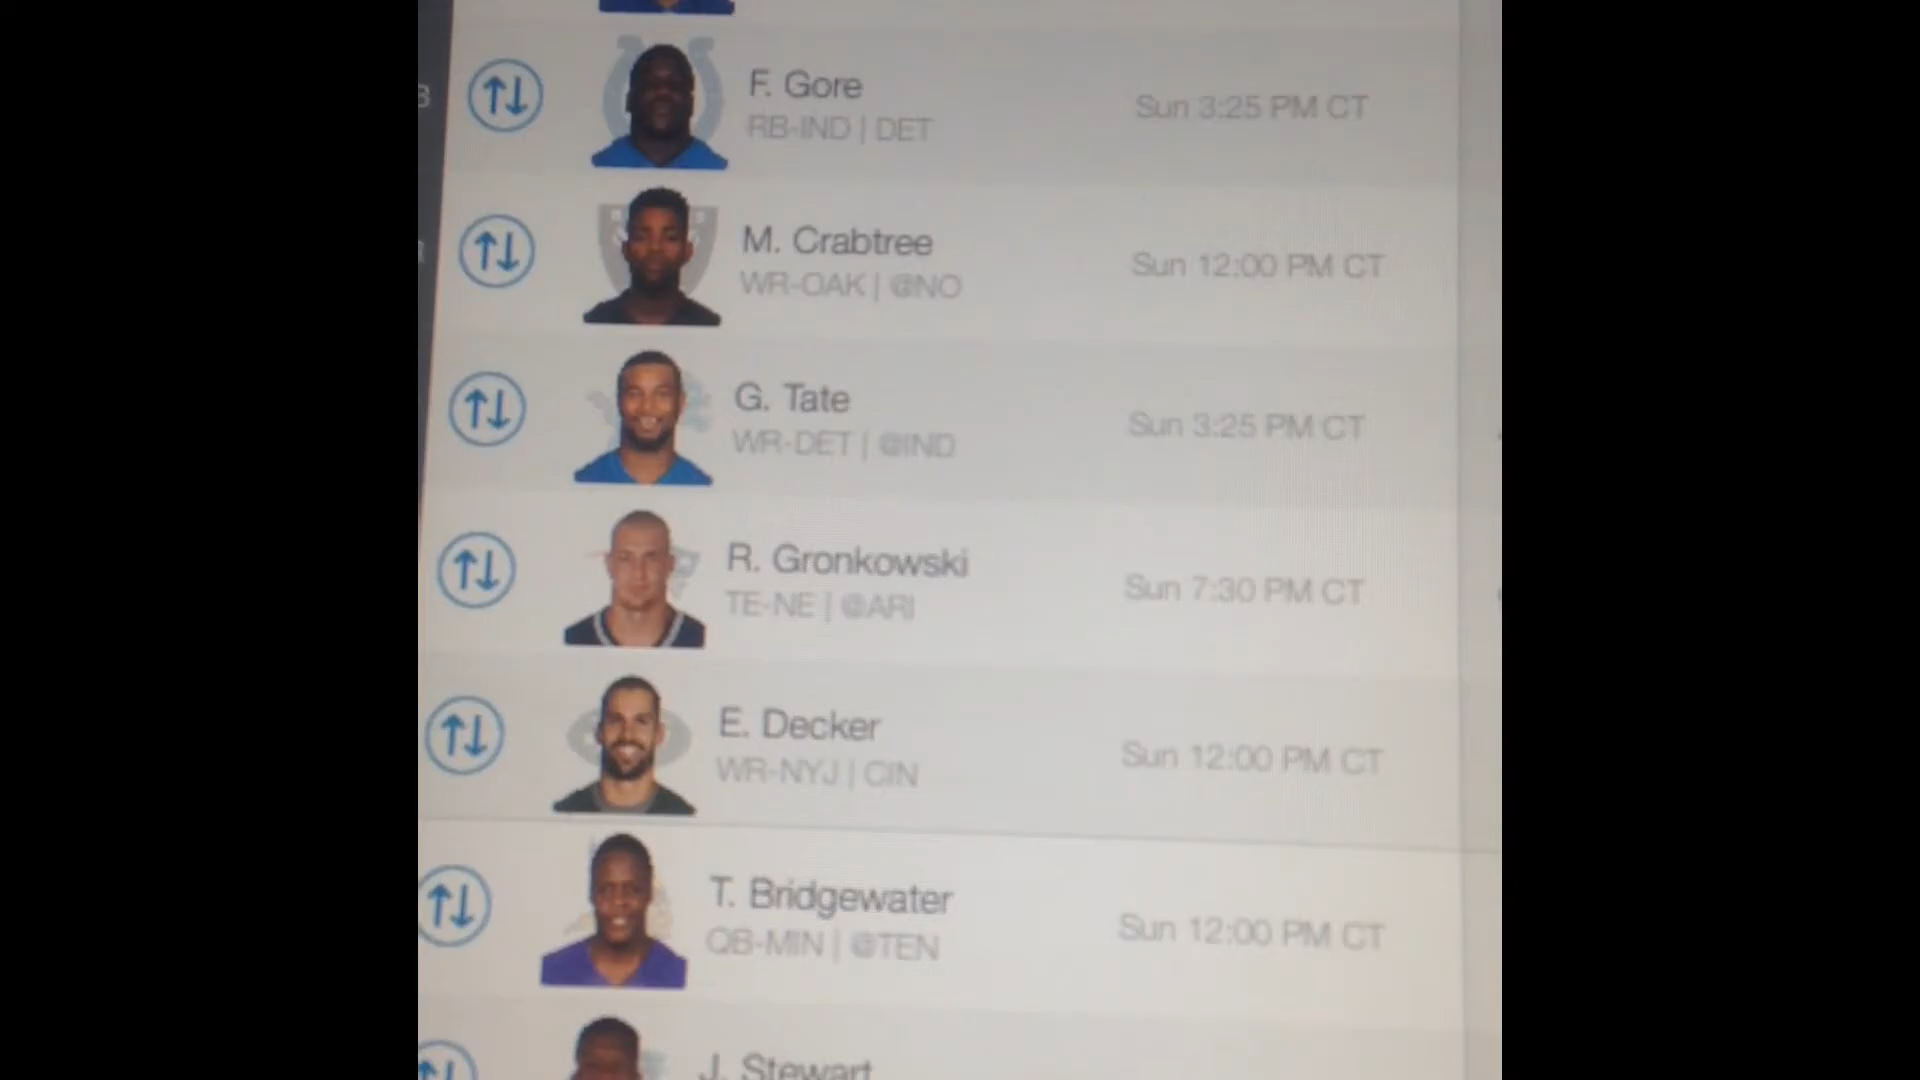 F. Gore
RB-IND | DET
Sun 3:25 PM CT
M. Crabtree
WR-OAK | @NO
Sun 12:00 PM CT
G. Tate
WR-DET | @IND
Sun 3:25 PM CT
R. Gronkowski
TE-NE | @ARI
Sun 7:30 PM CT
E. Decker
WR-NYJ | CIN
Sun 12:00 PM CT
T. Bridgewater
QB-MIN | @TEN
Sun 12:00 PM CT
J. Stewart